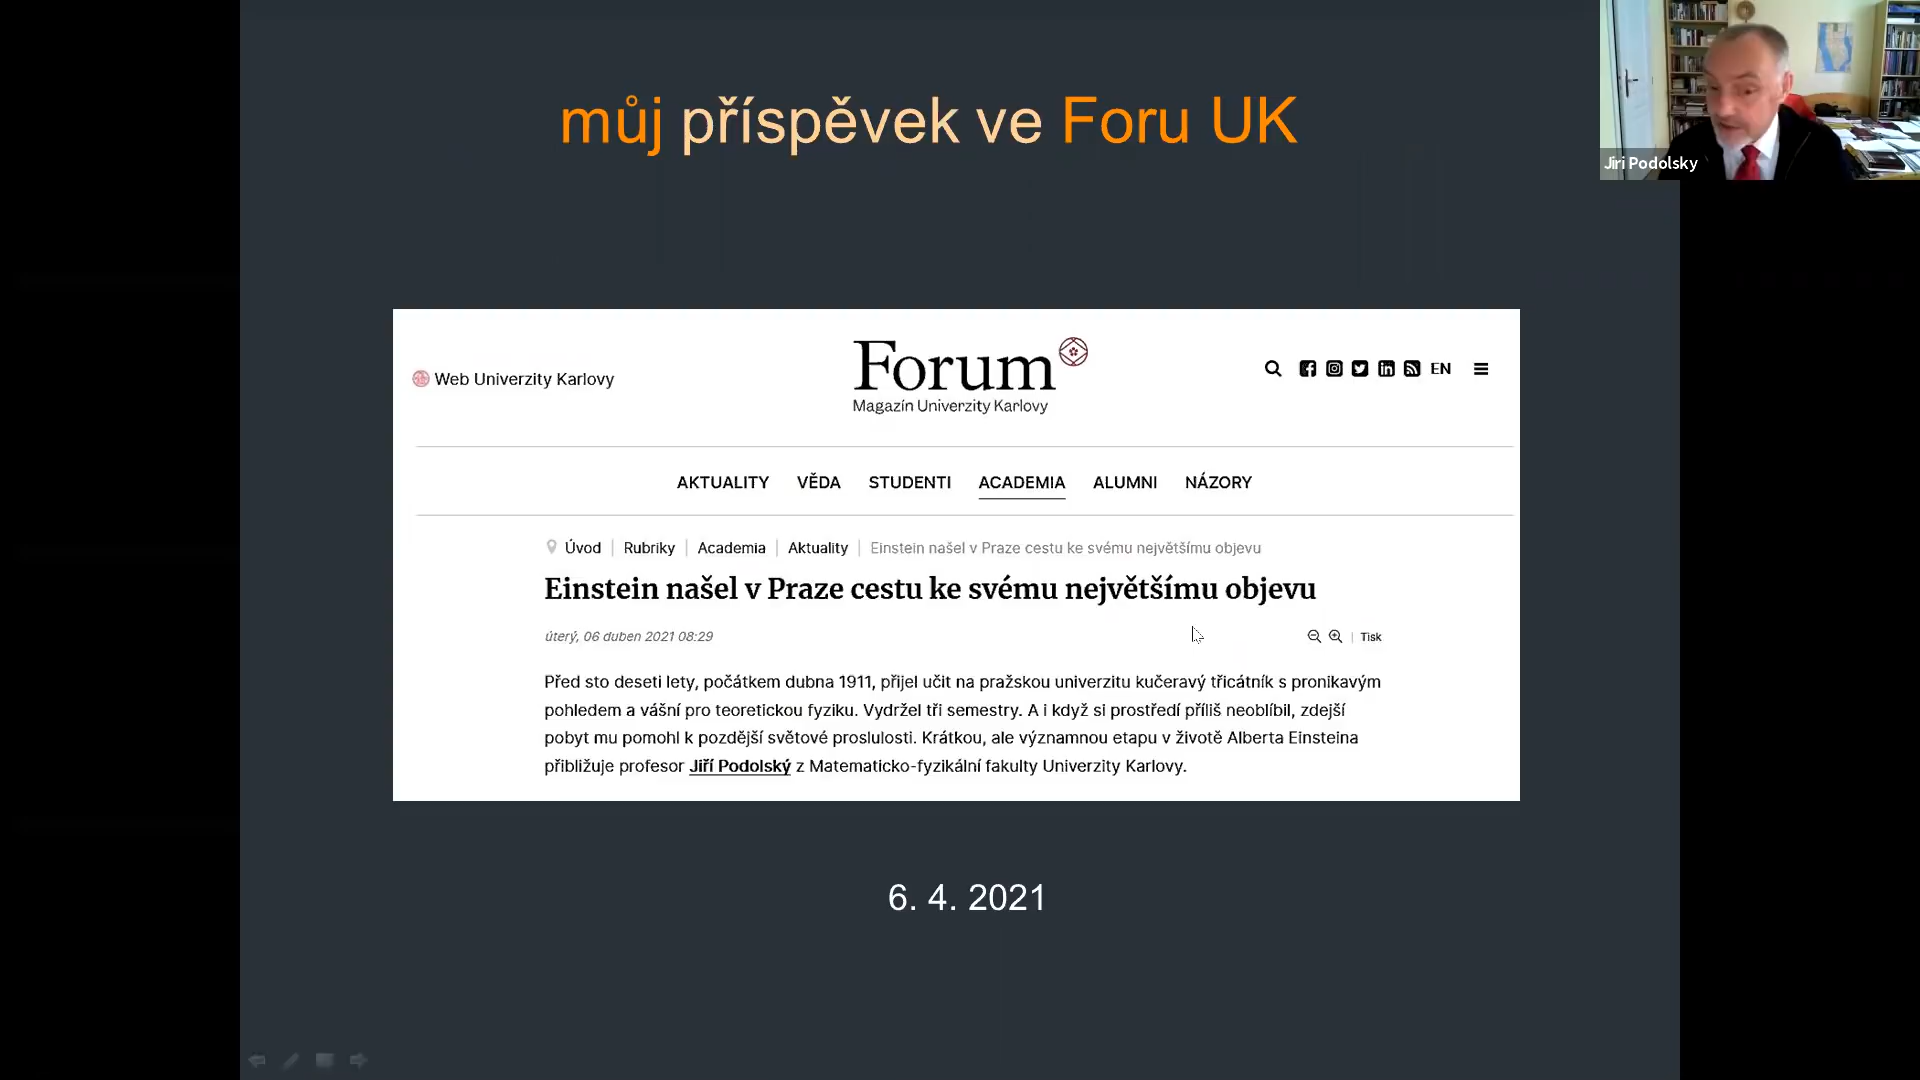 můj příspěvek ve Foru UK
Jiri Podolsky
Web Univerzity Karlovy
Forum
Magazín Univerzity Karlovy
EN
AKTUALITY VĚDA STUDENTI ACADEMIA ALUMNI NÁZORY
Úvod | Rubriky | Academia | Aktuality | Einstein našel v Praze cestu ke svému největšímu objevu
Einstein našel v Praze cestu ke svému největšímu objevu
úterý, 06 duben 2021 08:29
| Tisk
Před sto deseti lety, počátkem dubna 1911, přijel učit na pražskou univerzitu kučeravý třicátník s pronikavým
pohledem a vášní pro teoretickou fyziku. Vydržel tři semestry. A i když si prostředí příliš neoblíbil, zdejší
pobyt mu pomohl k pozdější světové proslulosti. Krátkou, ale významnou etapu v životě Alberta Einsteina
přibližuje profesor Jiří Podolský z Matematicko-fyzikální fakulty Univerzity Karlovy.
6. 4. 2021